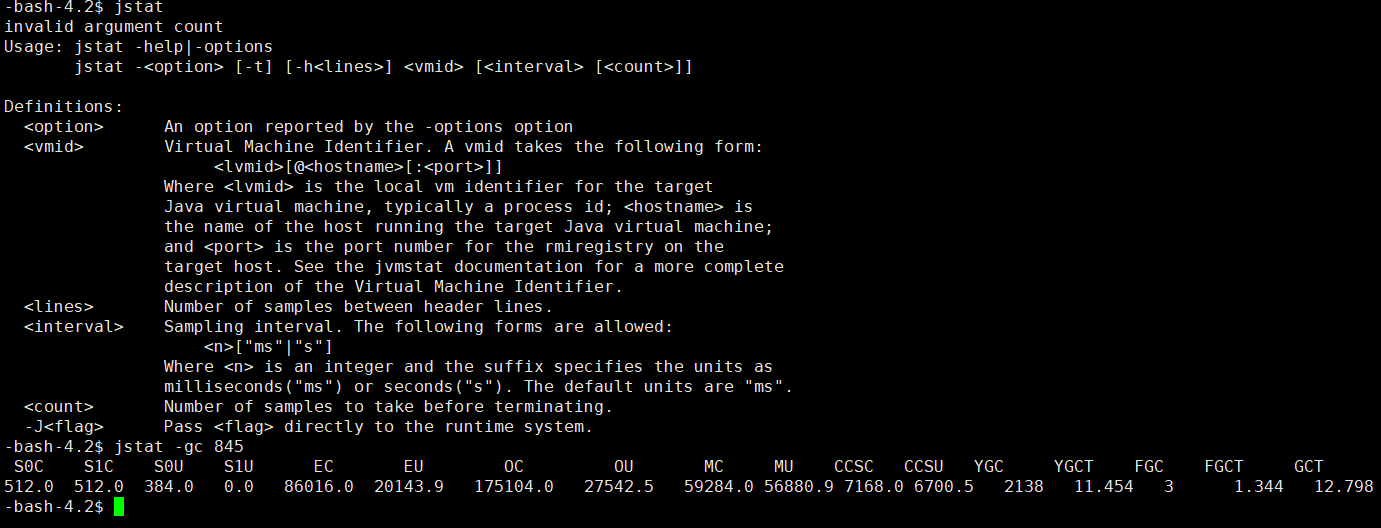 -bash-4.2$ jstat
invalid argument count
Usage: jstat -help|-options
       jstat -<option> [-t] [-h<lines>] <vmid> [<interval> [<count>]]

Definitions:
  <option>      An option reported by the -options option
  <vmid>        Virtual Machine Identifier. A vmid takes the following form:
                     <lvmid>[@<hostname>[:<port>]]
                Where <lvmid> is the local vm identifier for the target
                Java virtual machine, typically a process id; <hostname> is
                the name of the host running the target Java virtual machine;
                and <port> is the port number for the rmiregistry on the
                target host. See the jvmstat documentation for a more complete
                description of the Virtual Machine Identifier.
  <lines>       Number of samples between header lines.
  <interval>    Sampling interval. The following forms are allowed:
                    <n>["ms"|"s"]
                Where <n> is an integer and the suffix specifies the units as
                milliseconds("ms") or seconds("s"). The default units are "ms".
  <count>       Number of samples to take before terminating.
  -J<flag>      Pass <flag> directly to the runtime system.
-bash-4.2$ jstat -gc 845
 S0C    S1C    S0U    S1U      EC       EU        OC         OU       MC     MU    CCSC   CCSU   YGC     YGCT    FGC    FGCT     GCT
512.0  512.0  384.0   0.0   86016.0  20143.9   175104.0   27542.5   59284.0 56880.9 7168.0 6700.5   2138   11.454   3      1.344   12.798
-bash-4.2$